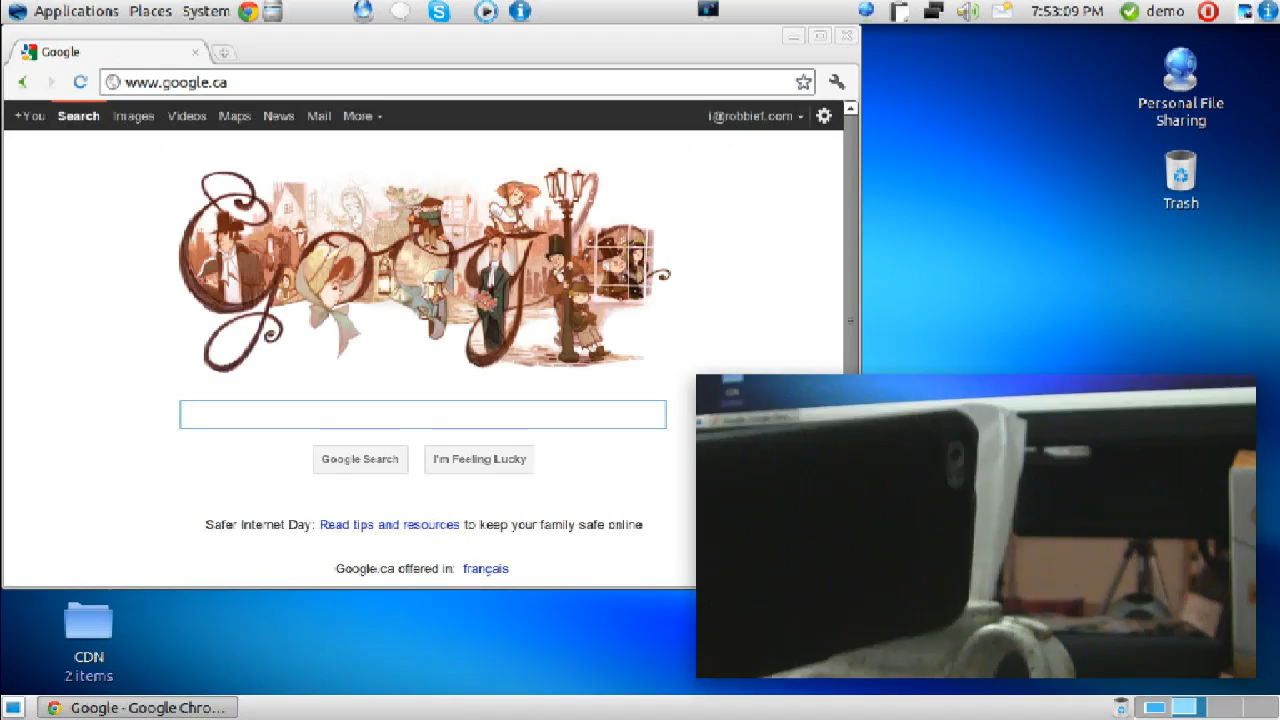 Applications Places System
7:53:09 PM demo
Google
www.google.ca
+You Search Images Videos Maps News Mail More
i@robbief.com
Google Search I'm Feeling Lucky
Safer Internet Day: Read tips and resources to keep your family safe online
Google.ca offered in: français
Personal File
Sharing
Trash
CDN
2 items
Google - Google Chro...